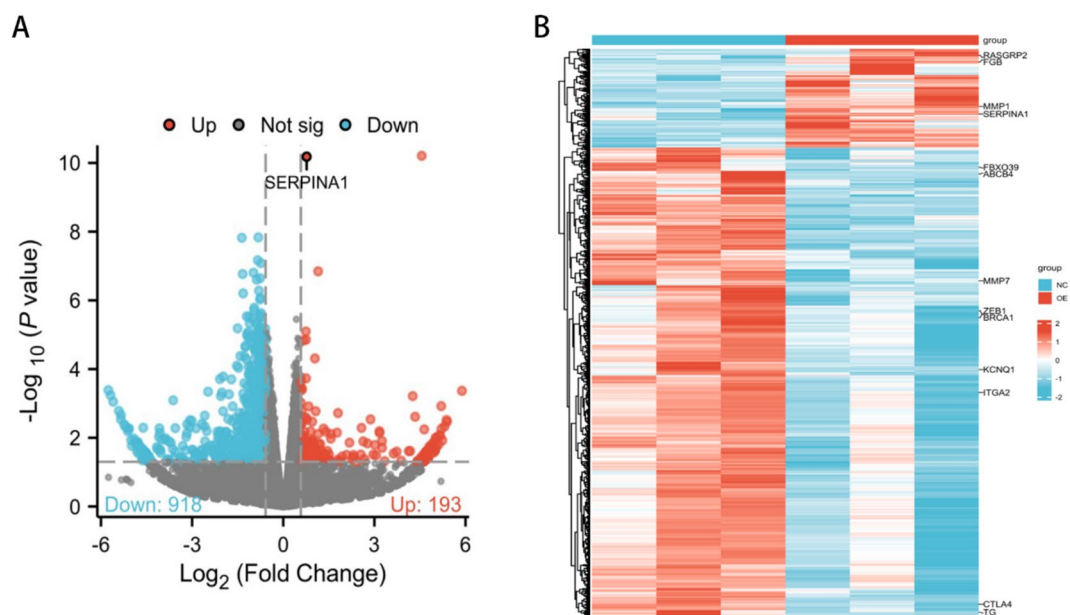 A
Up Not sig Down
10
8
6
4
2
0
-Log 10 (P value)
SERPINA1
Down: 918
Up: 193
-6 -3 0 3 6
Log2 (Fold Change)
B
group
RASGRP2
FGB
MMP1
SERPINA1
FBXO39
ABCB4
MMP7
ZEB1
BRCA1
KCNQ1
ITGA2
CTLA4
TG
group
NC
OE
2
1
0
-1
-2